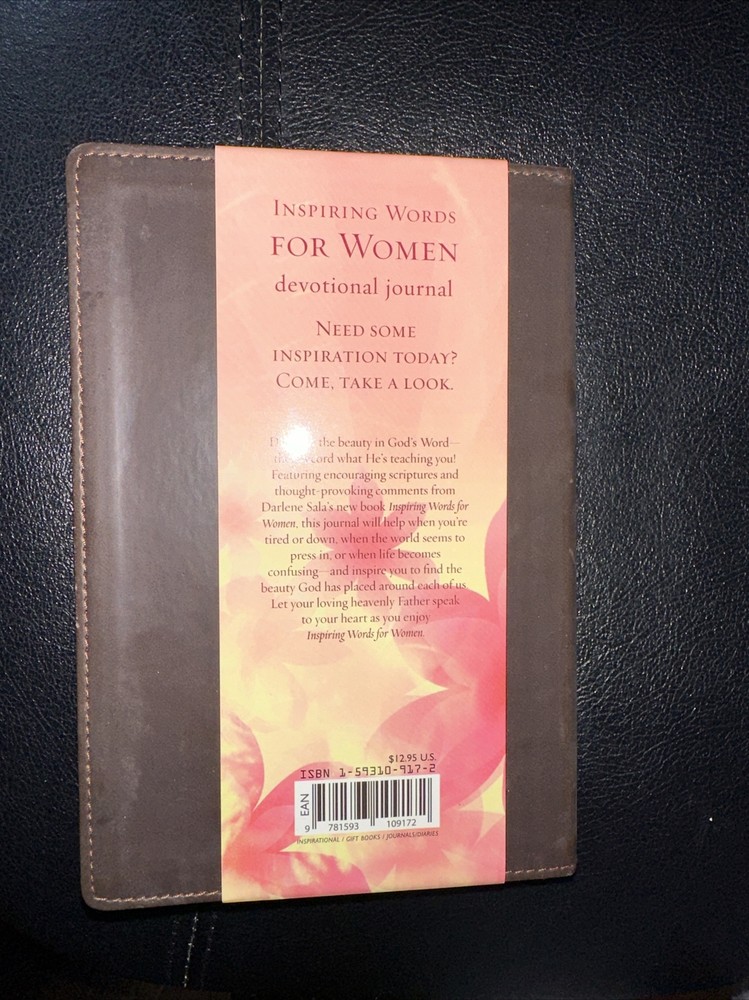 INSPIRING WORDS
FOR WOMEN
devotional journal
NEED SOME
INSPIRATION TODAY?
COME, TAKE A LOOK.
the beauty in God's Word—
what He's teaching you!
Featuring encouraging scriptures and
thought-provoking comments from
Darlene Sala's new book Inspiring Words for
Women, this journal will help when you're
tired or down, when the world seems to
press in, or when life becomes
confusing—and inspire you to find the
beauty God has placed around each of us
Let your loving heavenly Father speak
to your heart as you enjoy
Inspiring Words for Women.
$12.95 U.S.
ISBN 1-59310-917-2
EAN
9 781593 109172
INSPIRATIONAL / GIFT BOOKS / JOURNALS/DIARIES